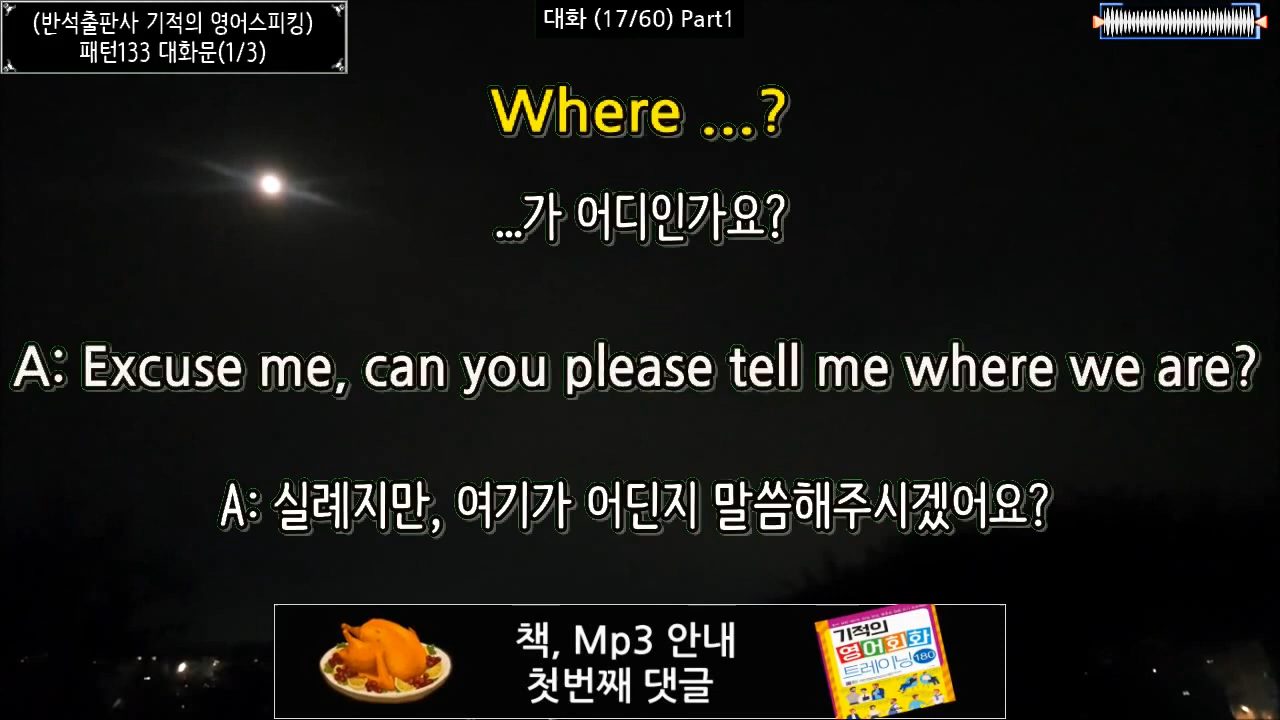 (반석출판사 기적의 영어스피킹)
패턴133 대화문(1/3)
대화 (17/60) Part1
Where ...?
...가 어디인가요?
A: Excuse me, can you please tell me where we are?
A: 실례지만, 여기가 어딘지 말씀해주시겠어요?
책, Mp3 안내
첫번째 댓글
기적의
영어회화
트레이닝 180